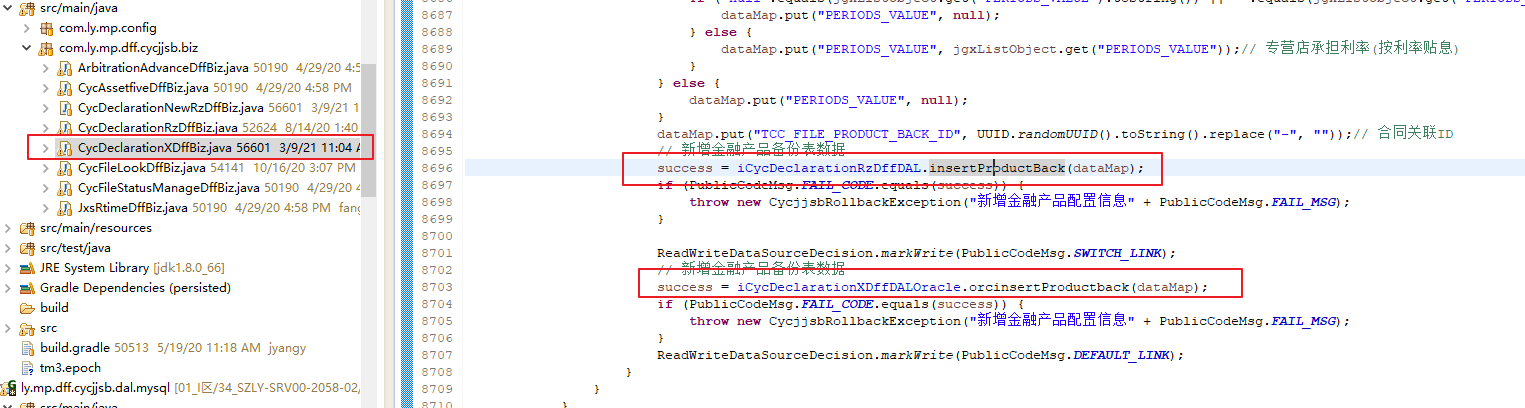 src/main/java
com.ly.mp.config
com.ly.mp.dff.cycjjsb.biz
ArbitrationAdvanceDffBiz.java 50190 4/29/20 4:5
CycAssetfiveDffBiz.java 50190 4/29/20 4:58 PM
CycDeclarationNewRzDffBiz.java 56601 3/9/21 1
CycDeclarationRzDffBiz.java 52624 8/14/20 1:40
CycDeclarationXDffBiz.java 56601 3/9/21 11:04 A
CycFileLookDffBiz.java 54141 10/16/20 3:07 PM
CycFileStatusManageDffBiz.java 50190 4/29/20 4
JxsRtimeDffBiz.java 50190 4/29/20 4:58 PM fang
src/main/resources
src/test/java
JRE System Library [jdk1.8.0_66]
Gradle Dependencies (persisted)
build
src
build.gradle 50513 5/19/20 11:18 AM jyangy
tm3.epoch
ly.mp.dff.cycjjsb.dal.mysql [01_I区/34_SZLY-SRV00-2058-02/
src/main/java
8687 dataMap.put("PERIODS_VALUE", null);
8688 } else {
8689 dataMap.put("PERIODS_VALUE", jgxListObject.get("PERIODS_VALUE"));// 专营店承担利率(按利率贴息)
8690 }
8691 } else {
8692 dataMap.put("PERIODS_VALUE", null);
8693 }
8694 dataMap.put("TCC_FILE_PRODUCT_BACK_ID", UUID.randomUUID().toString().replace("-", ""));// 合同关联ID
8695 // 新增金融产品备份表数据
8696 success = iCycDeclarationRzDffDAL.insertProductBack(dataMap);
8697 if (PublicCodeMsg.FAIL_CODE.equals(success)) {
8698 throw new CycjjsbRollbackException("新增金融产品配置信息" + PublicCodeMsg.FAIL_MSG);
8699 }
8700
8701 ReadWriteDataSourceDecision.markWrite(PublicCodeMsg.SWITCH_LINK);
8702 // 新增金融产品备份表数据
8703 success = iCycDeclarationXDffDALOracle.orcinsertProductback(dataMap);
8704 if (PublicCodeMsg.FAIL_CODE.equals(success)) {
8705 throw new CycjjsbRollbackException("新增金融产品配置信息" + PublicCodeMsg.FAIL_MSG);
8706 }
8707 ReadWriteDataSourceDecision.markWrite(PublicCodeMsg.DEFAULT_LINK);
8708 }
8709 }
8710 }